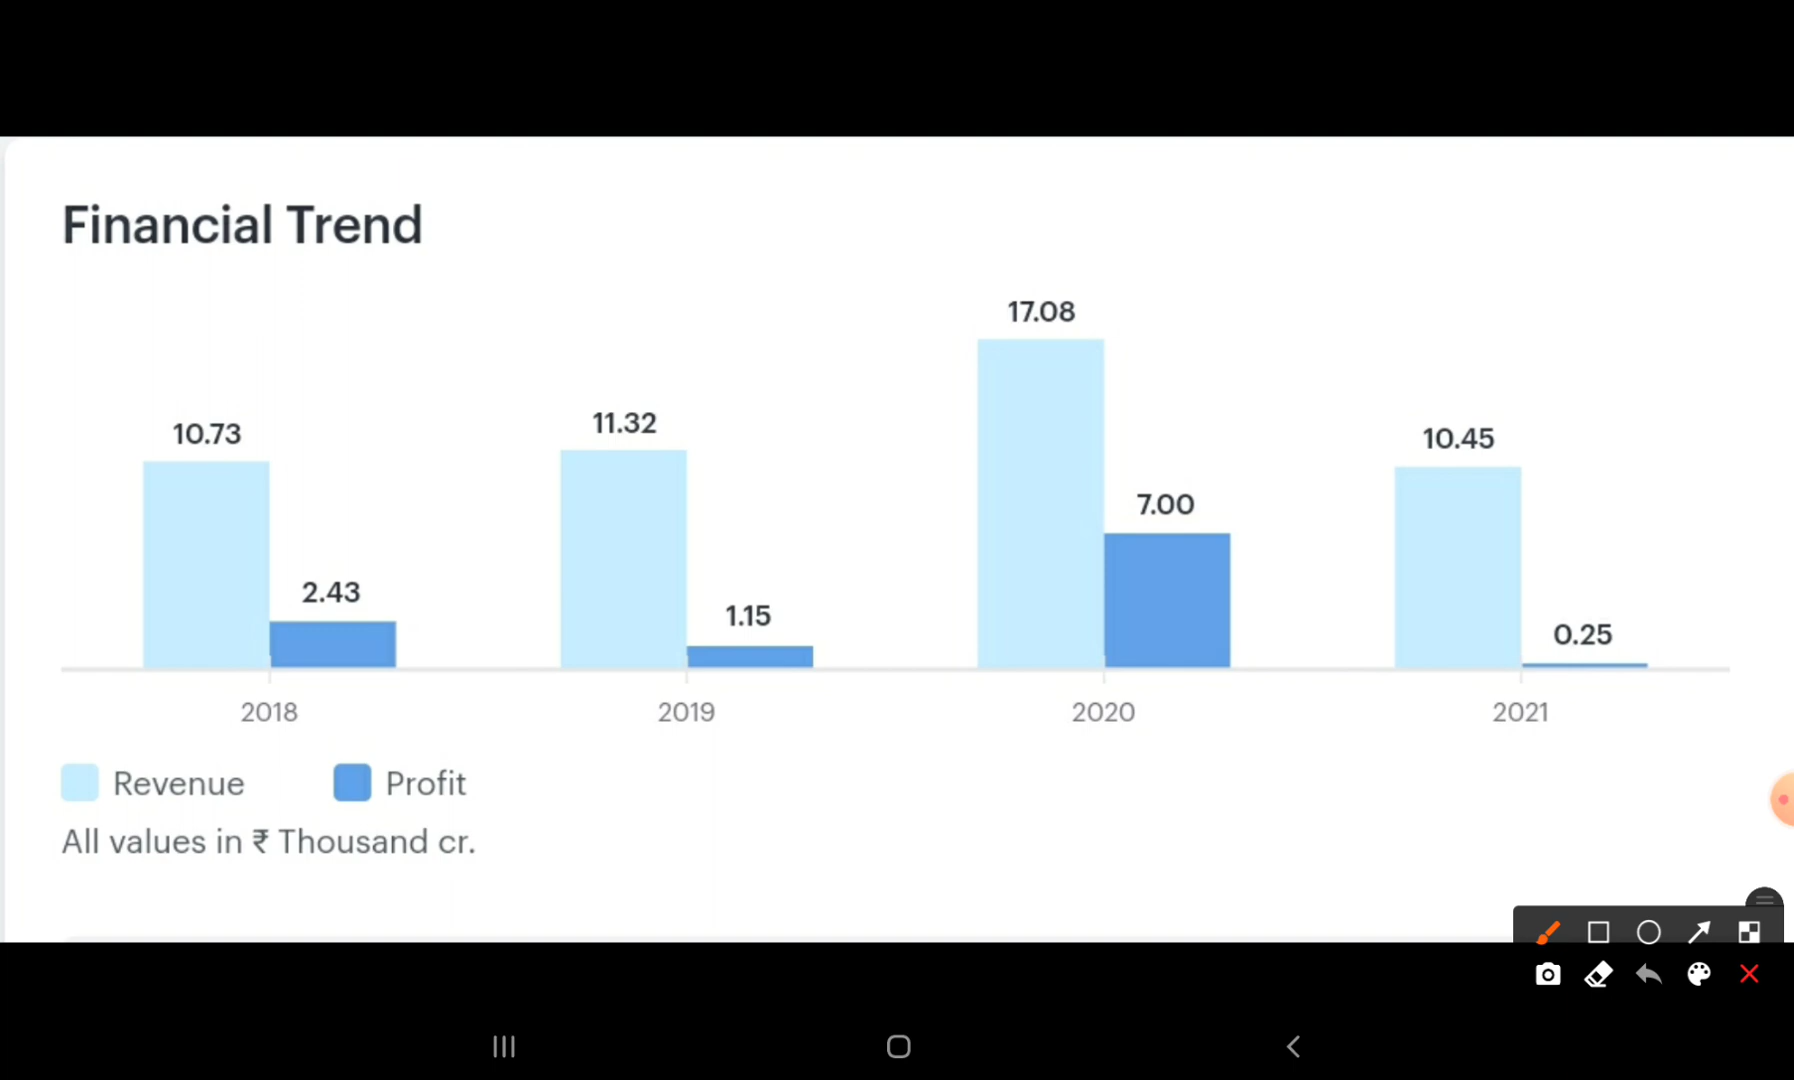 Financial Trend
17.08
11.32
10.73
10.45
7.00
2.43
1.15
0.25
2018 2019 2020 2021
Revenue Profit
All values in ₹ Thousand cr.